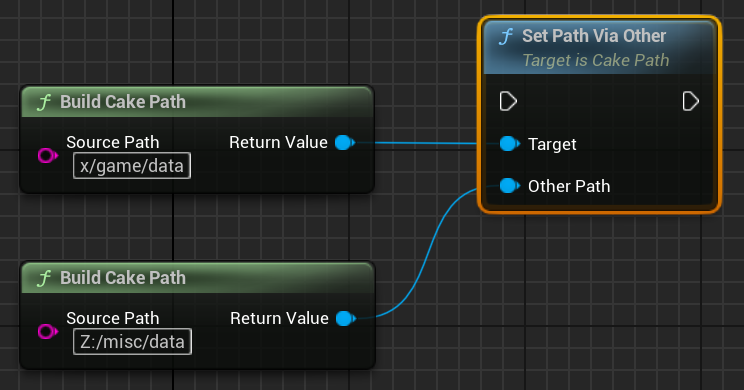 Set Path Via Other
Target is Cake Path
Target
Other Path
Build Cake Path
Source Path
x/game/data
Return Value
Build Cake Path
Source Path
Z:/misc/data
Return Value